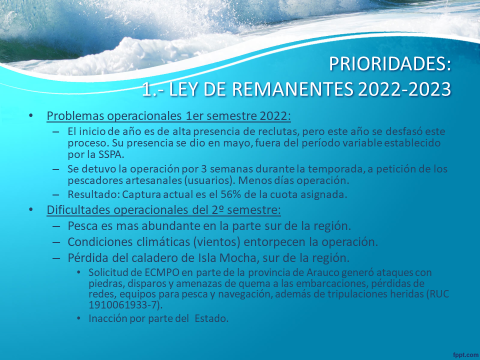 PRIORIDADES:
1.- LEY DE REMANENTES 2022-2023
• Problemas operacionales 1er semestre 2022:
– El inicio de año es de alta presencia de reclutas, pero este año se desfasó este
proceso. Su presencia se dio en mayo, fuera del período variable establecido
por la SSPA.
– Se detuvo la operación por 3 semanas durante la temporada, a petición de los
pescadores artesanales (usuarios). Menos días operación.
– Resultado: Captura actual es el 56% de la cuota asignada.
• Dificultades operacionales del 2º semestre:
– Pesca es mas abundante en la parte sur de la región.
– Condiciones climáticas (vientos) entorpecen la operación.
– Pérdida del caladero de Isla Mocha, sur de la región.
• Solicitud de ECMPO en parte de la provincia de Arauco generó ataques con
piedras, disparos y amenazas de quema a las embarcaciones, pérdidas de
redes, equipos para pesca y navegación, además de tripulaciones heridas (RUC
1910061933-7).
• Inacción por parte del Estado.
fppt.com